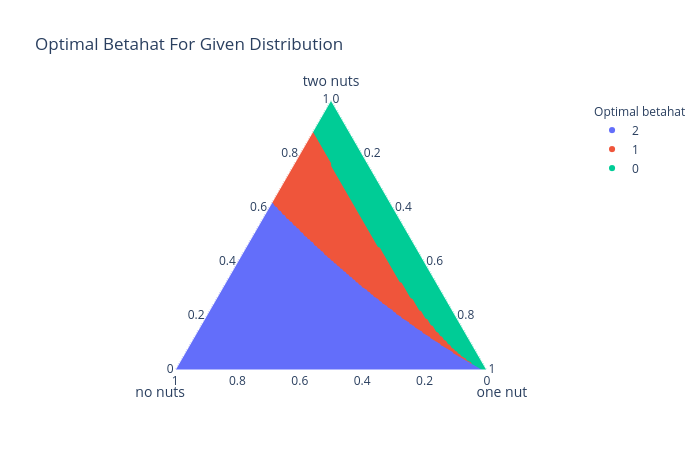 Optimal Betahat For Given Distribution
two nuts
1 0
Optimal betahat
2
1
0
0.8 0.2
0.6 0.4
0.4 0.6
0.2 0.8
0 1
1 0.8 0.6 0.4 0.2 0
no nuts one nut